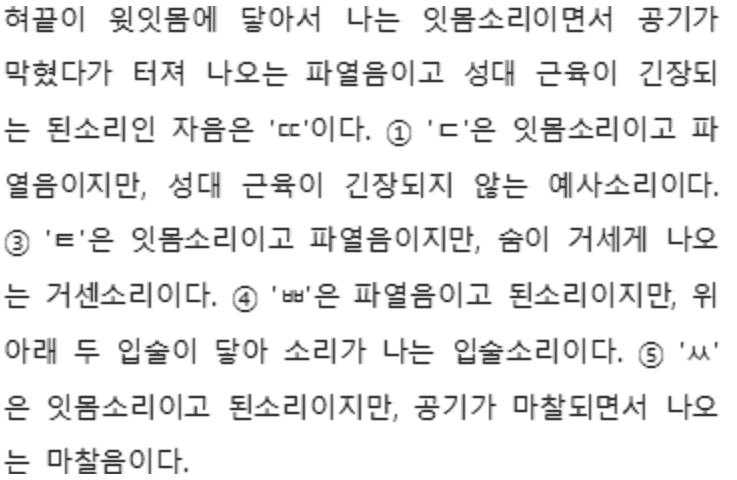 혀끝이 윗잇몸에 닿아서 나는 잇몸소리이면서 공기가
막혔다가 터져 나오는 파열음이고 성대 근육이 긴장되
는 된소리인 자음은 'ㄸ'이다. ① 'ㄷ'은 잇몸소리이고 파
열음이지만, 성대 근육이 긴장되지 않는 예사소리이다.
③ 'ㅌ'은 잇몸소리이고 파열음이지만, 숨이 거세게 나오
는 거센소리이다. ④ 'ㅃ'은 파열음이고 된소리이지만, 위
아래 두 입술이 닿아 소리가 나는 입술소리이다. ⑤ 'ㅆ'
은 잇몸소리이고 된소리이지만, 공기가 마찰되면서 나오
는 마찰음이다.